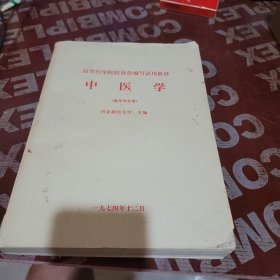 高等医药院校协作编写试用教材
中医学
（医学专业用）
河北新医大学 主编
一九七四年十二月